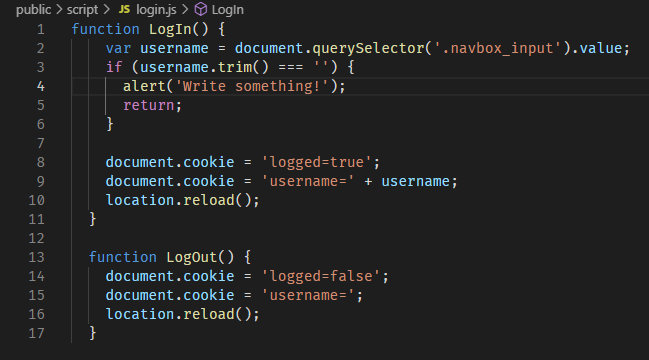 public > script > JS login.js > LogIn
1 function LogIn() {
2 var username = document.querySelector('.navbox_input').value;
3 if (username.trim() === '') {
4 alert('Write something!');
5 return;
6 }
7
8 document.cookie = 'logged=true';
9 document.cookie = 'username=' + username;
10 location.reload();
11 }
12
13 function LogOut() {
14 document.cookie = 'logged=false';
15 document.cookie = 'username=';
16 location.reload();
17 }